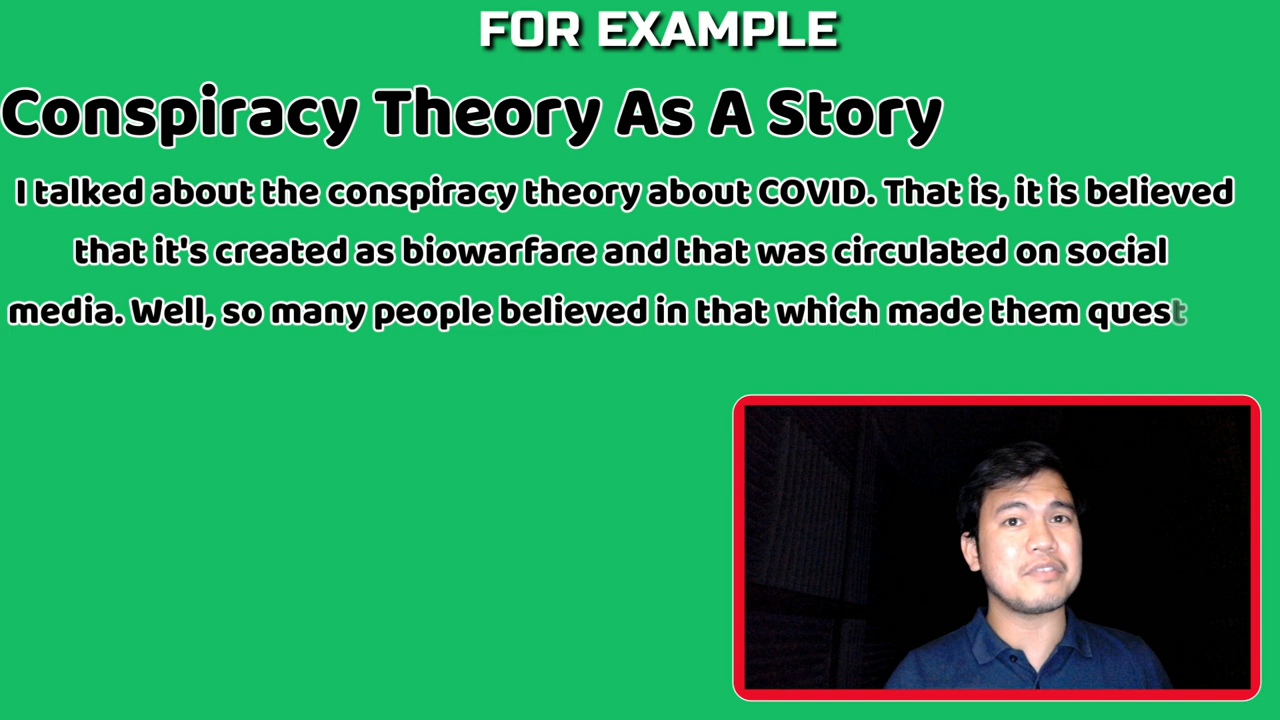 FOR EXAMPLE
Conspiracy Theory As A Story
I talked about the conspiracy theory about COVID. That is, it is believed
that it's created as biowarfare and that was circulated on social
media. Well, so many people believed in that which made them quest